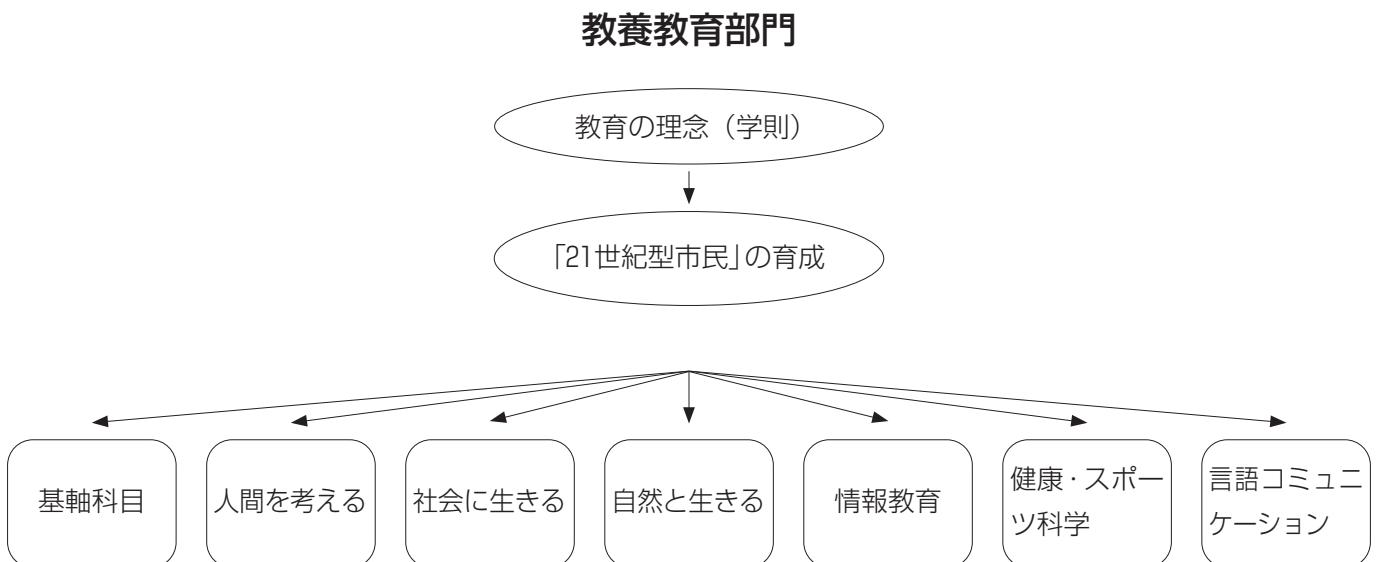 教養教育部門
教育の理念（学則）
「21世紀型市民」の育成
基軸科目
人間を考える
社会に生きる
自然と生きる
情報教育
健康・スポー
ツ科学
言語コミュニ
ケーション